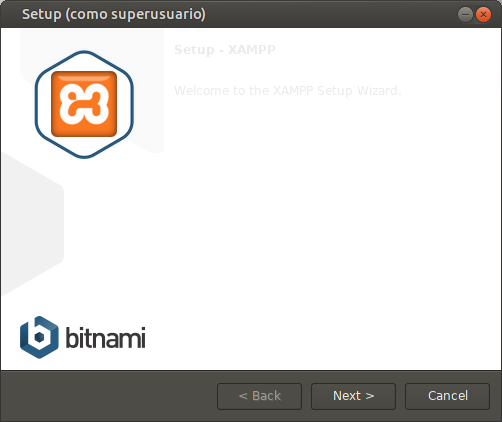 Setup (como superusuario)
Setup - XAMPP
Welcome to the XAMPP Setup Wizard.
bitnami
< Back
Next >
Cancel